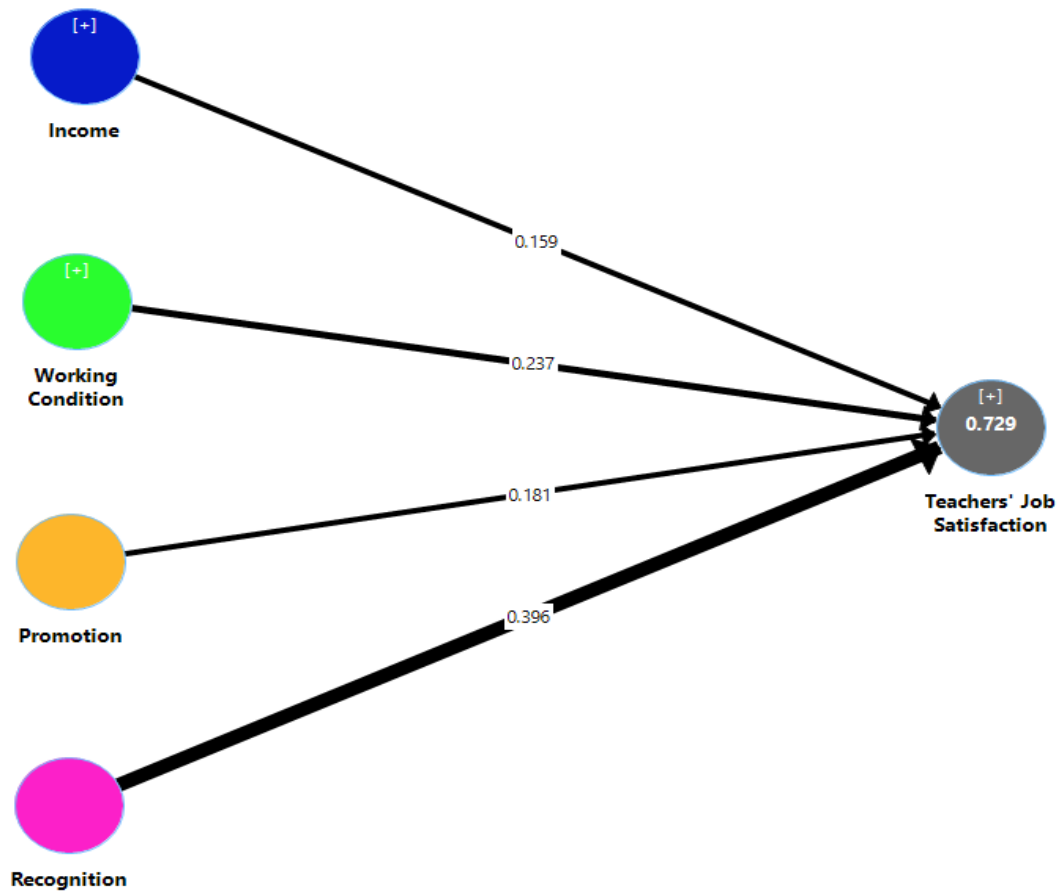 [+]
Income
0.159
[+]
Working
Condition
0.237
[+]
0.729
Teachers' Job
Satisfaction
0.181
Promotion
0.396
Recognition